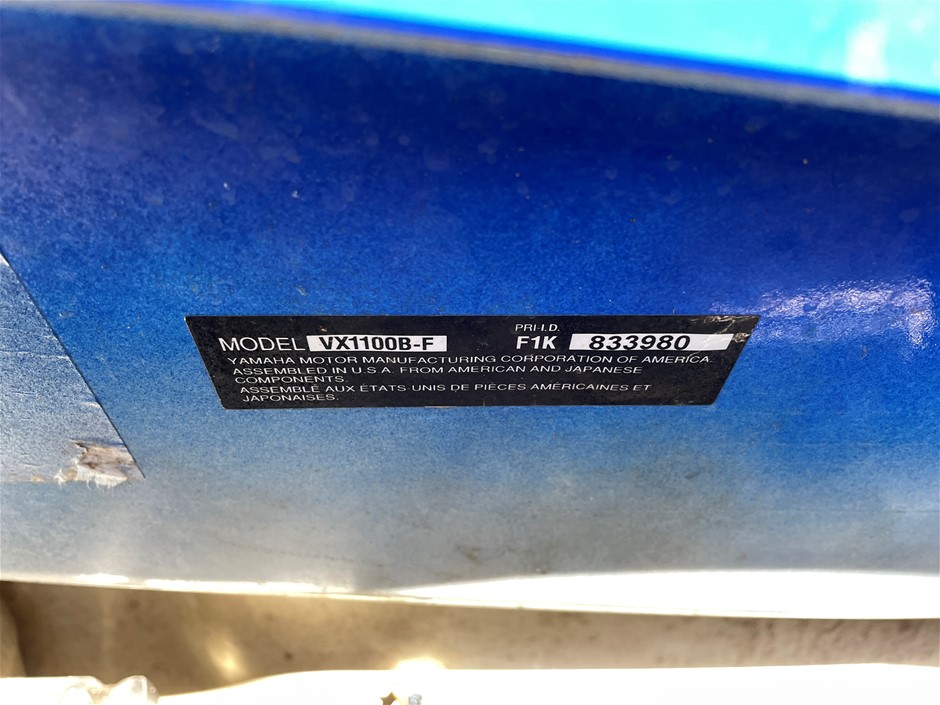 PRI-I.D.
MODEL VX1100B-F F1K 833980
YAMAHA MOTOR MANUFACTURING CORPORATION OF AMERICA.
ASSEMBLED IN U.S.A. FROM AMERICAN AND JAPANESE
COMPONENTS.
ASSEMBLÉ AUX ÉTATS-UNIS DE PIÈCES AMÉRICAINES ET
JAPONAISES.